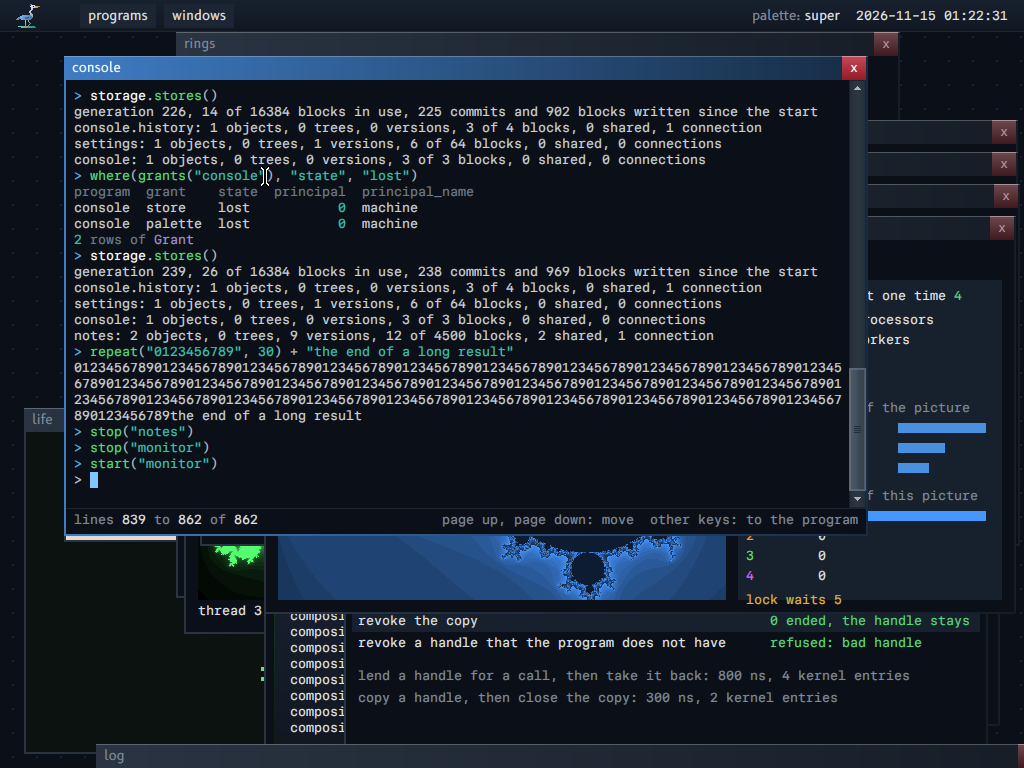 programs windows palette: super 2026-11-15 01:22:31
rings x
console x
> storage.stores()
generation 226, 14 of 16384 blocks in use, 225 commits and 902 blocks written since the start
console.history: 1 objects, 0 trees, 0 versions, 3 of 4 blocks, 0 shared, 1 connection
settings: 1 objects, 0 trees, 1 versions, 6 of 64 blocks, 0 shared, 0 connections
console: 1 objects, 0 trees, 0 versions, 3 of 3 blocks, 0 shared, 0 connections
> where(grants("console"), "state", "lost")
program grant state principal principal_name
console store lost 0 machine
console palette lost 0 machine
2 rows of Grant
> storage.stores()
generation 239, 26 of 16384 blocks in use, 238 commits and 969 blocks written since the start
console.history: 1 objects, 0 trees, 0 versions, 3 of 4 blocks, 0 shared, 1 connection
settings: 1 objects, 0 trees, 1 versions, 6 of 64 blocks, 0 shared, 0 connections
console: 1 objects, 0 trees, 0 versions, 3 of 3 blocks, 0 shared, 0 connections
notes: 2 objects, 0 trees, 9 versions, 12 of 4500 blocks, 2 shared, 1 connection
> repeat("0123456789", 30) + "the end of a long result"
012345678901234567890123456789012345678901234567890123456789012345678901234567890123456789012345
678901234567890123456789012345678901234567890123456789012345678901234567890123456789012345678901
234567890123456789012345678901234567890123456789012345678901234567890123456789012345678901234567
890123456789the end of a long result
> stop("notes")
> stop("monitor")
> start("monitor")
>
lines 839 to 862 of 862 page up, page down: move other keys: to the program
x
x
x
x
t one time 4
rocessors
orkers
f the picture
f this picture
life
2 0
3 0
4 0
lock waits 5
thread 3
composi
composi
composi
composi
composi
composi
composi
composi
revoke the copy 0 ended, the handle stays
revoke a handle that the program does not have refused: bad handle
lend a handle for a call, then take it back: 800 ns, 4 kernel entries
copy a handle, then close the copy: 300 ns, 2 kernel entries
log